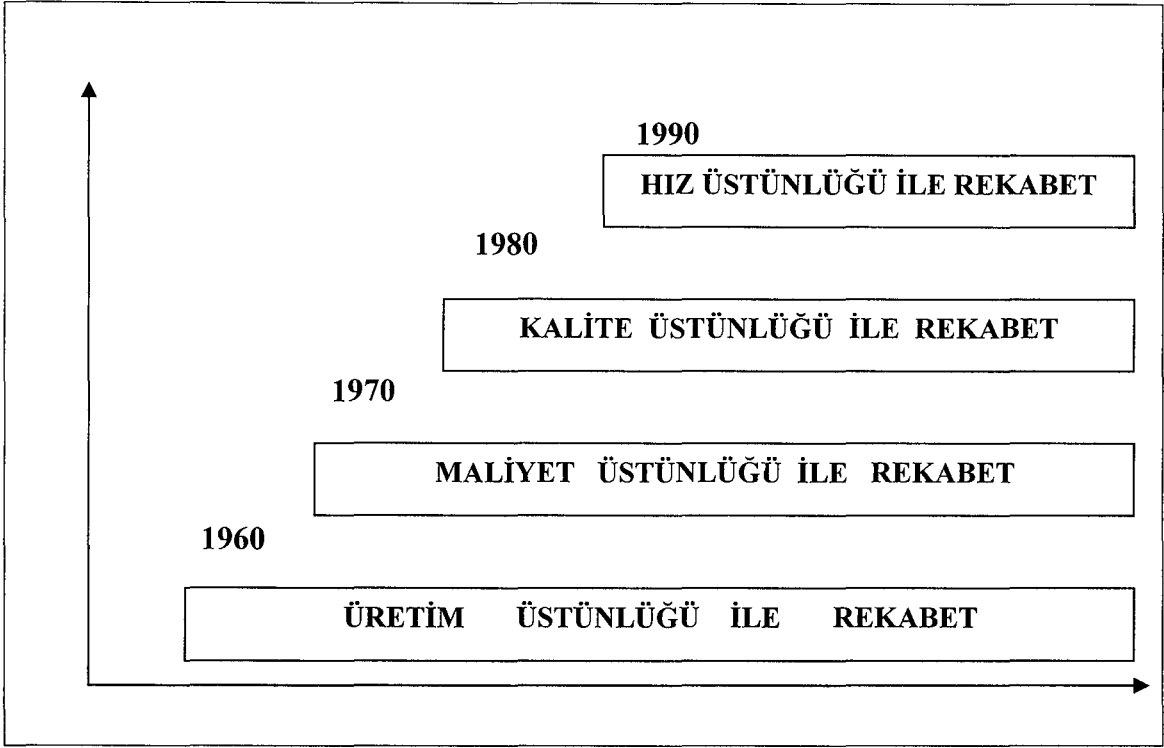 1990
HIZ ÜSTÜNLÜĞÜ İLE REKABET
1980
KALİTE ÜSTÜNLÜĞÜ İLE REKABET
1970
MALİYET ÜSTÜNLÜĞÜ İLE REKABET
1960
ÜRETİM ÜSTÜNLÜĞÜ İLE REKABET